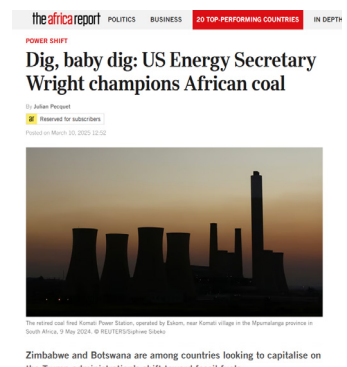 the africa report POLITICS BUSINESS 20 TOP-PERFORMING COUNTRIES IN DEPTH
POWER SHIFT
Dig, baby dig: US Energy Secretary
Wright champions African coal
By Julian Pecquet
Reserved for subscribers
Posted on March 10, 2025 12:52
The retired coal fired Komati Power Station, operated by Eskom, near Komati village in the Mpumalanga province in
South Africa, 9 May 2024. © REUTERS/Siphiwe Sibeko
Zimbabwe and Botswana are among countries looking to capitalise on